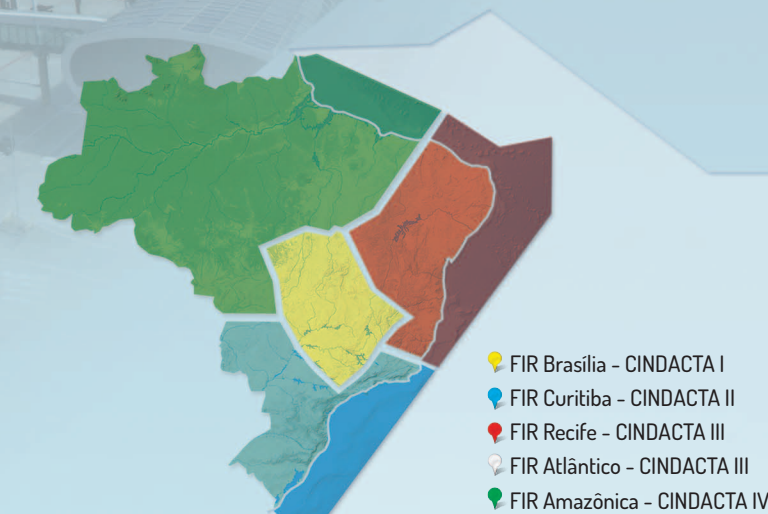 FIR Brasília - CINDACTA I
FIR Curitiba - CINDACTA II
FIR Recife - CINDACTA III
FIR Atlântico - CINDACTA III
FIR Amazônica - CINDACTA IV